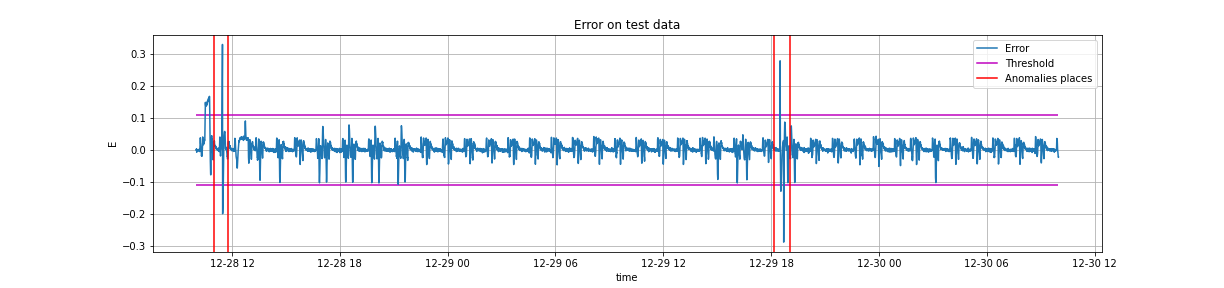 Error on test data
E
0.3
0.2
0.1
0.0
−0.1
−0.2
−0.3
Error
Threshold
Anomalies places
12-28 12
12-28 18
12-29 00
12-29 06
12-29 12
12-29 18
12-30 00
12-30 06
12-30 12
time